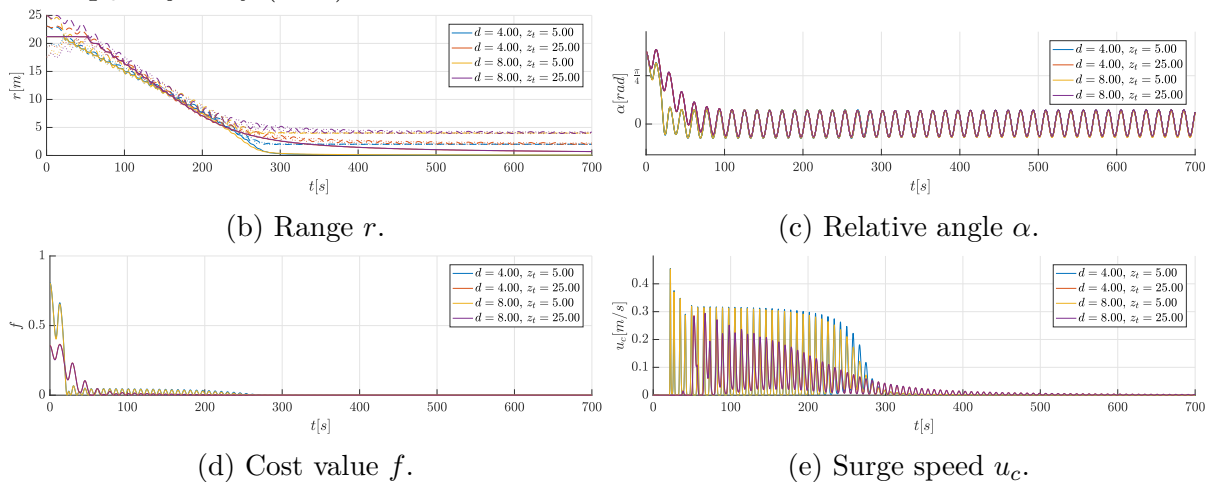 25
20
15
10
5
0
r[m]
0 100 200 300 400 500 600 700
t[s]
d = 4.00, z_t = 5.00
d = 4.00, z_t = 25.00
d = 8.00, z_t = 5.00
d = 8.00, z_t = 25.00
(b) Range r.
α[rad]
0
0 100 200 300 400 500 600 700
t[s]
d = 4.00, z_t = 5.00
d = 4.00, z_t = 25.00
d = 8.00, z_t = 5.00
d = 8.00, z_t = 25.00
(c) Relative angle α.
1
0.5
0
f
0 100 200 300 400 500 600 700
t[s]
d = 4.00, z_t = 5.00
d = 4.00, z_t = 25.00
d = 8.00, z_t = 5.00
d = 8.00, z_t = 25.00
(d) Cost value f.
0.4
0.3
0.2
0.1
0
u_c[m/s]
0 100 200 300 400 500 600 700
t[s]
d = 4.00, z_t = 5.00
d = 4.00, z_t = 25.00
d = 8.00, z_t = 5.00
d = 8.00, z_t = 25.00
(e) Surge speed u_c.